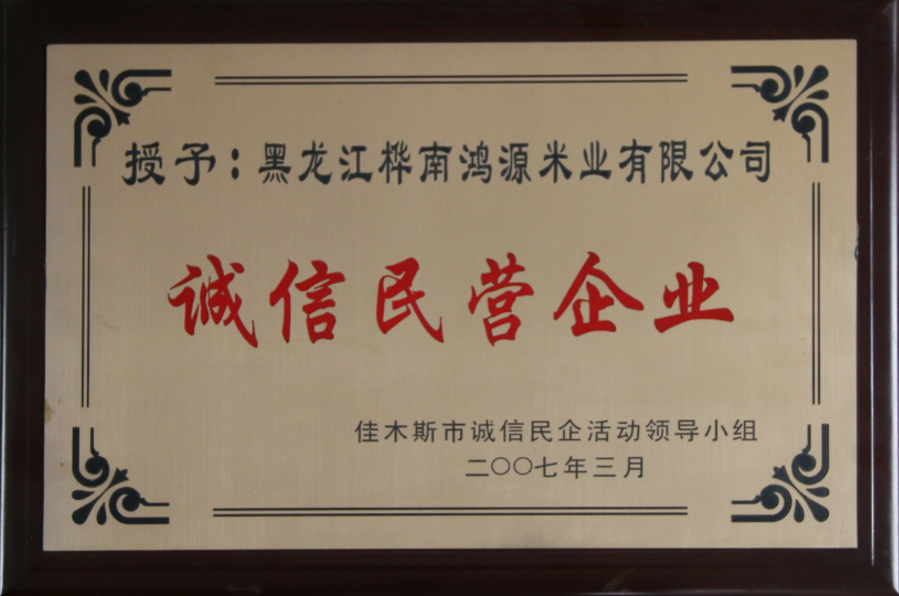 授予：黑龙江桦南鸿源米业有限公司
诚信民营企业
佳木斯市诚信民企活动领导小组
二〇〇七年三月